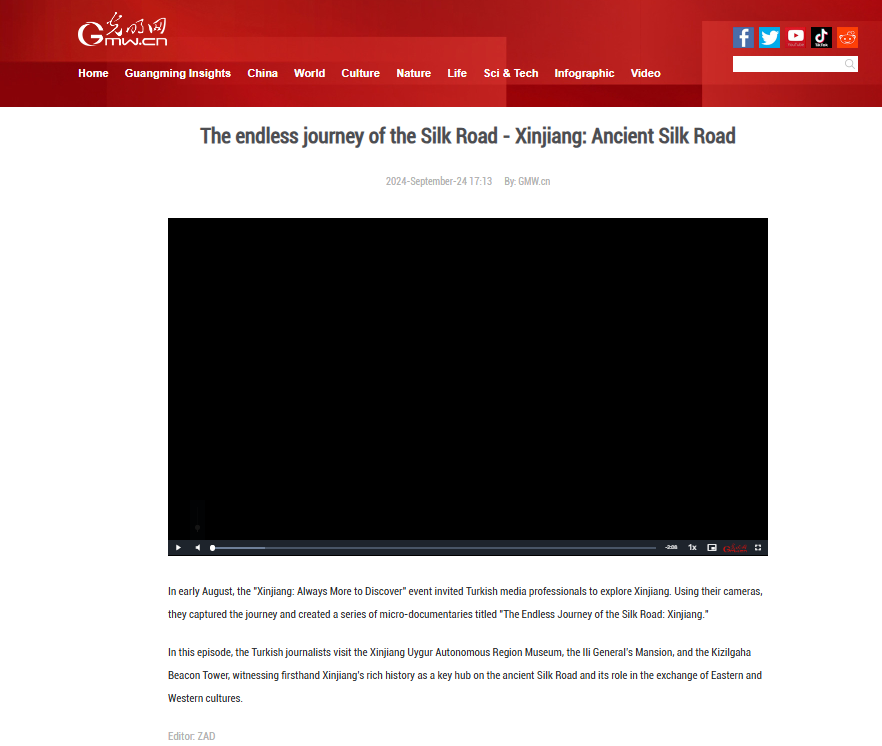 光明网
GMW.CN
Home Guangming Insights China World Culture Nature Life Sci & Tech Infographic Video
YouTube
TikTok
The endless journey of the Silk Road - Xinjiang: Ancient Silk Road
2024-September-24 17:13 By: GMW.cn
-2:08 1x
In early August, the "Xinjiang: Always More to Discover" event invited Turkish media professionals to explore Xinjiang. Using their cameras,
they captured the journey and created a series of micro-documentaries titled "The Endless Journey of the Silk Road: Xinjiang."
In this episode, the Turkish journalists visit the Xinjiang Uygur Autonomous Region Museum, the Ili General's Mansion, and the Kizilgaha
Beacon Tower, witnessing firsthand Xinjiang's rich history as a key hub on the ancient Silk Road and its role in the exchange of Eastern and
Western cultures.
Editor: ZAD